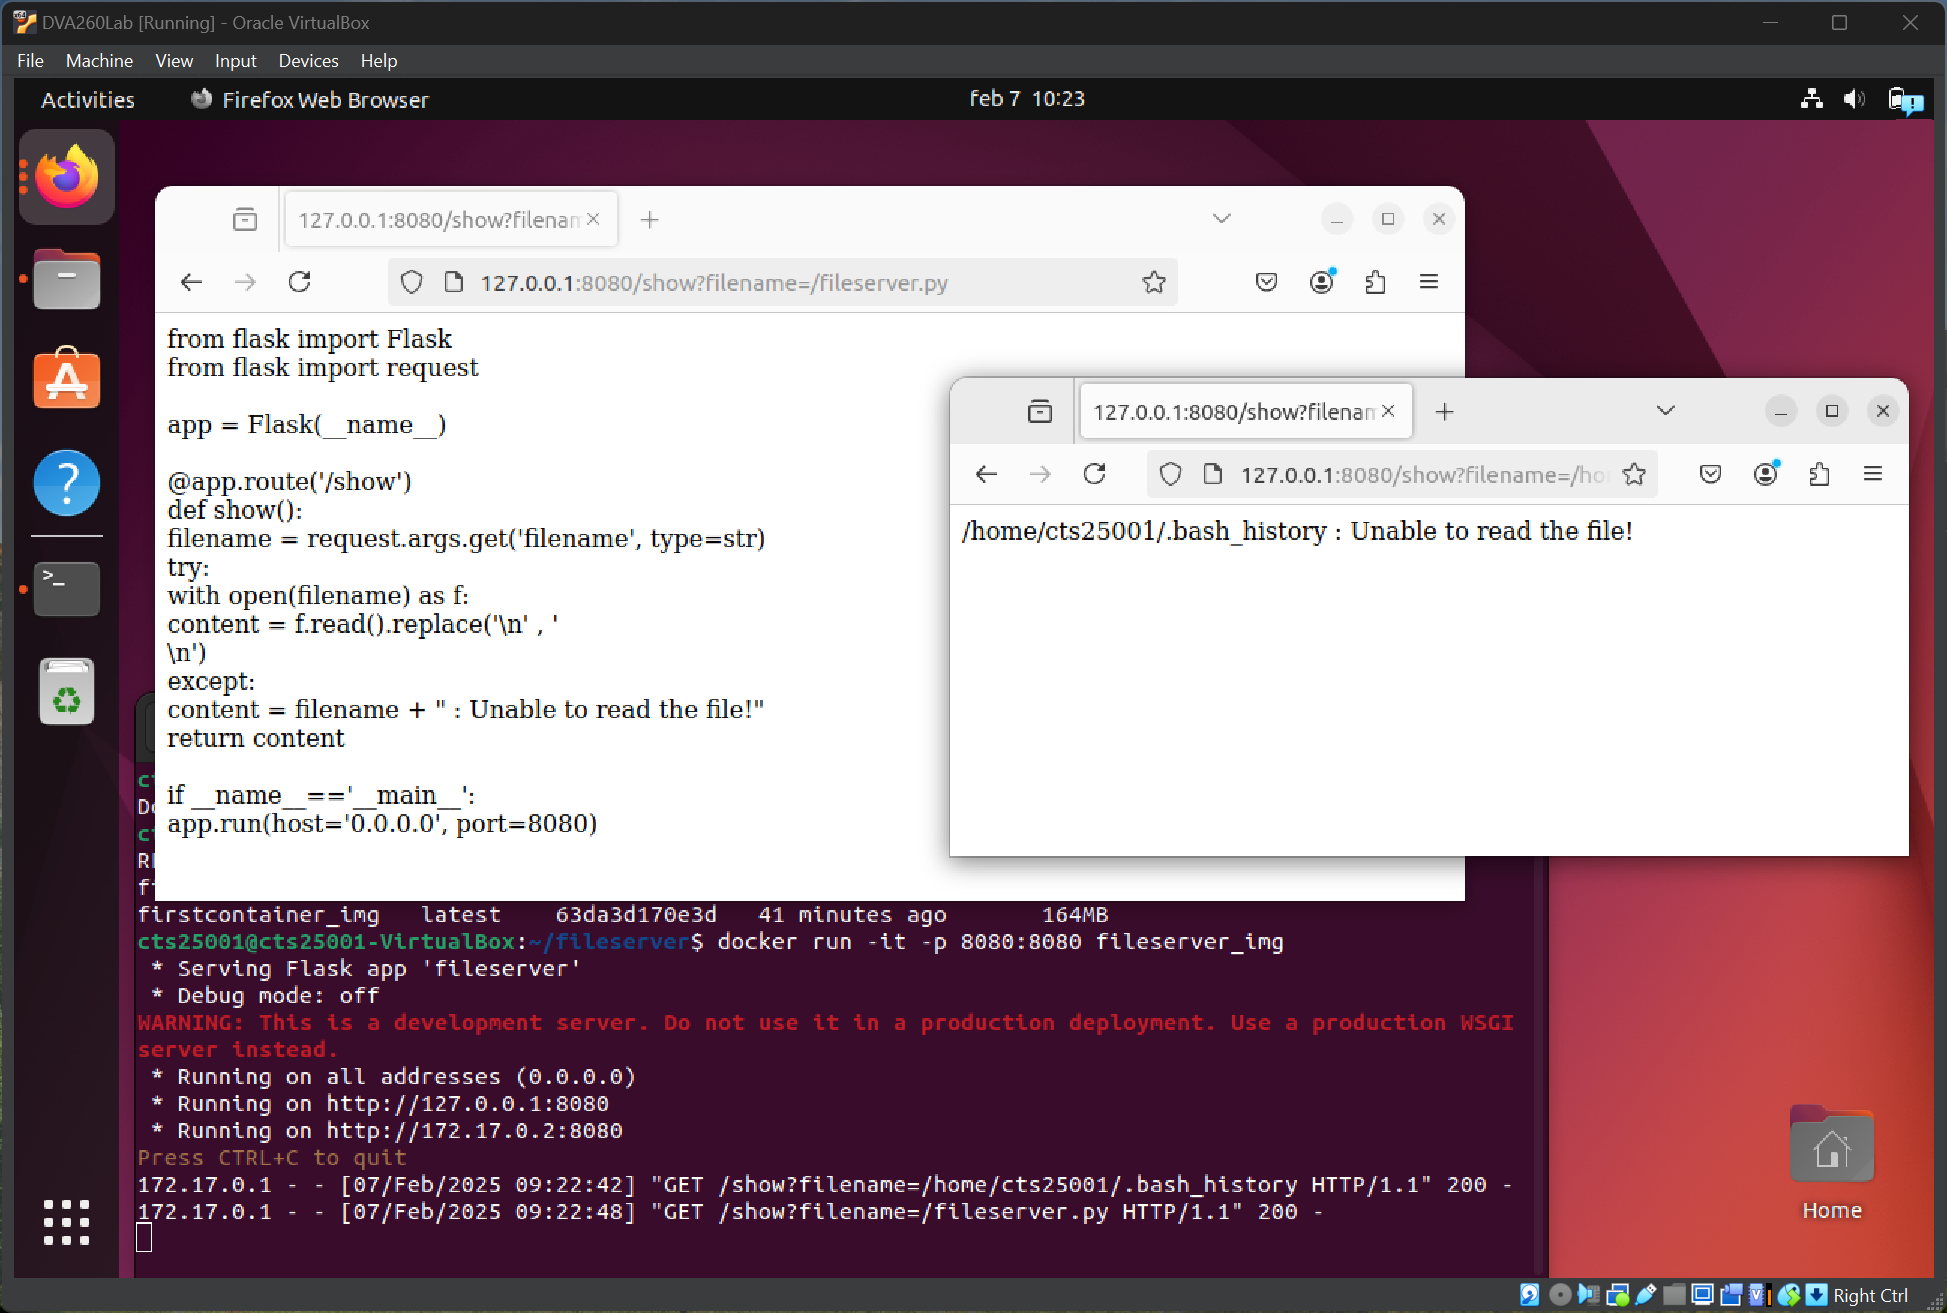 DVA260Lab [Running] - Oracle VirtualBox
File Machine View Input Devices Help
Activities Firefox Web Browser feb 7 10:23
127.0.0.1:8080/show?filenam
127.0.0.1:8080/show?filename=/fileserver.py
from flask import Flask
from flask import request
app = Flask(__name__)
@app.route('/show')
def show():
filename = request.args.get('filename', type=str)
try:
with open(filename) as f:
content = f.read().replace('\n' , '
\n')
except:
content = filename + " : Unable to read the file!"
return content
if __name__=='__main__':
app.run(host='0.0.0.0', port=8080)
127.0.0.1:8080/show?filenam
127.0.0.1:8080/show?filename=/ho
/home/cts25001/.bash_history : Unable to read the file!
firstcontainer_img latest 63da3d170e3d 41 minutes ago 164MB
cts25001@cts25001-VirtualBox:~/fileserver$ docker run -it -p 8080:8080 fileserver_img
* Serving Flask app 'fileserver'
* Debug mode: off
WARNING: This is a development server. Do not use it in a production deployment. Use a production WSGI
server instead.
* Running on all addresses (0.0.0.0)
* Running on http://127.0.0.1:8080
* Running on http://172.17.0.2:8080
Press CTRL+C to quit
172.17.0.1 - - [07/Feb/2025 09:22:42] "GET /show?filename=/home/cts25001/.bash_history HTTP/1.1" 200 -
172.17.0.1 - - [07/Feb/2025 09:22:48] "GET /show?filename=/fileserver.py HTTP/1.1" 200 -
Home
Right Ctrl